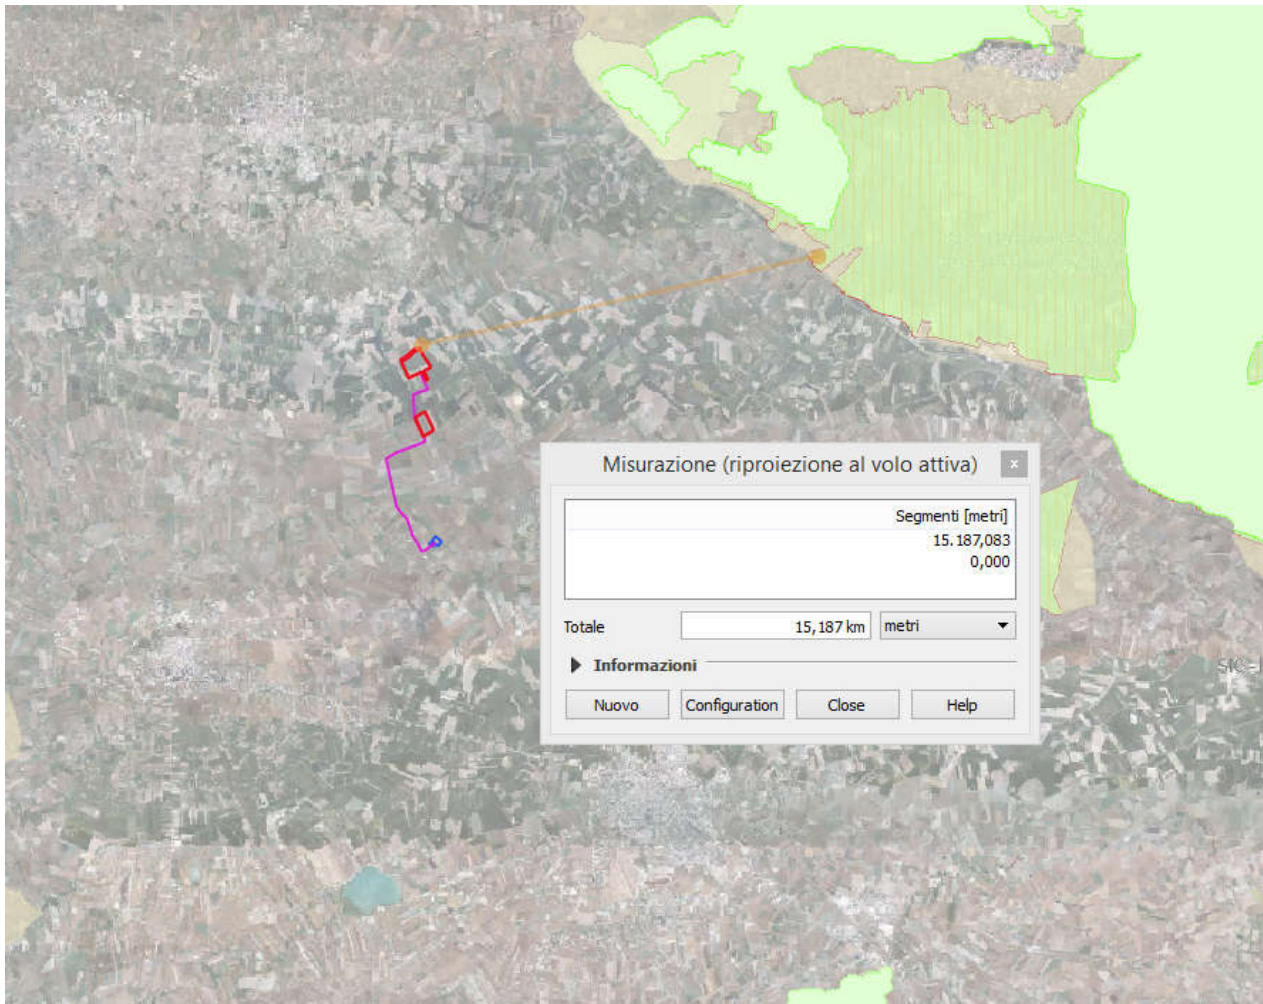 Misurazione (riproiezione al volo attiva)
x
Segmenti [metri]
15.187,083
0,000
Totale
15,187 km
metri
Informazioni
Nuovo
Configuration
Close
Help